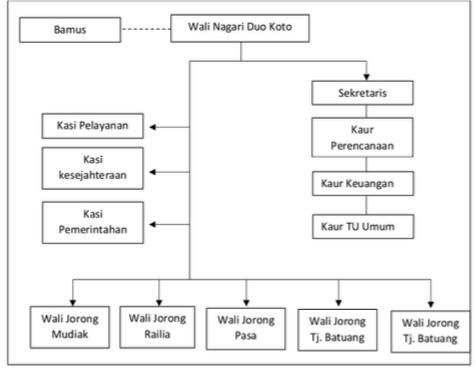 Bamus
Wali Nagari Duo Koto
Sekretaris
Kasi Pelayanan
Kaur
Perencanaan
Kasi
kesejahteraan
Kaur Keuangan
Kasi
Pemerintahan
Kaur TU Umum
Wali Jorong
Mudiak
Wali Jorong
Railia
Wali Jorong
Pasa
Wali Jorong
Tj. Batuang
Wali Jorong
Tj. Batuang